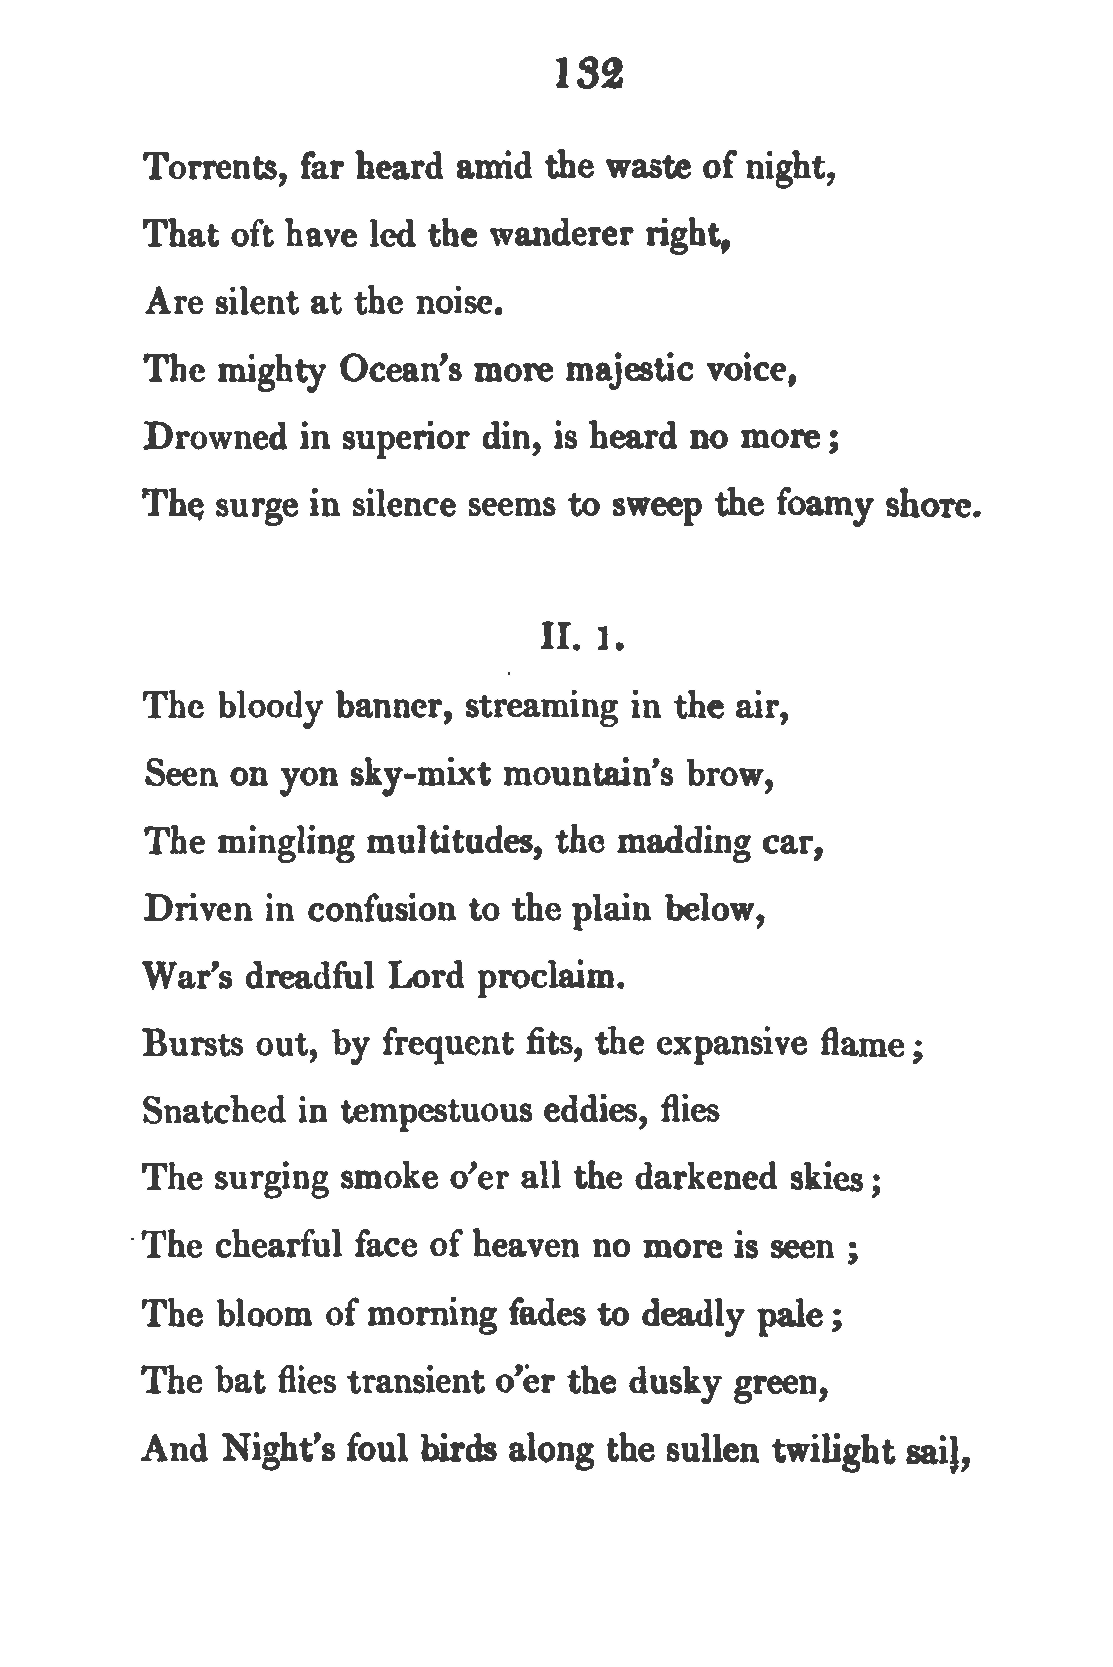 132
Torrents, far heard amid the waste of night,
That oft have led the wanderer right,
Are silent at the noise.
The mighty Ocean's more majestic voice,
Drowned in superior din, is heard no more;
The surge in silence seems to sweep the foamy shore.
II. 1.
The bloody banner, streaming in the air,
Seen on yon sky-mixt mountain's brow,
The mingling multitudes, the madding car,
Driven in confusion to the plain below,
War's dreadful Lord proclaim.
Bursts out, by frequent fits, the expansive flame;
Snatched in tempestuous eddies, flies
The surging smoke o'er all the darkened skies;
The chearful face of heaven no more is seen ;
The bloom of morning fades to deadly pale;
The bat flies transient o'er the dusky green,
And Night's foul birds along the sullen twilight sail,